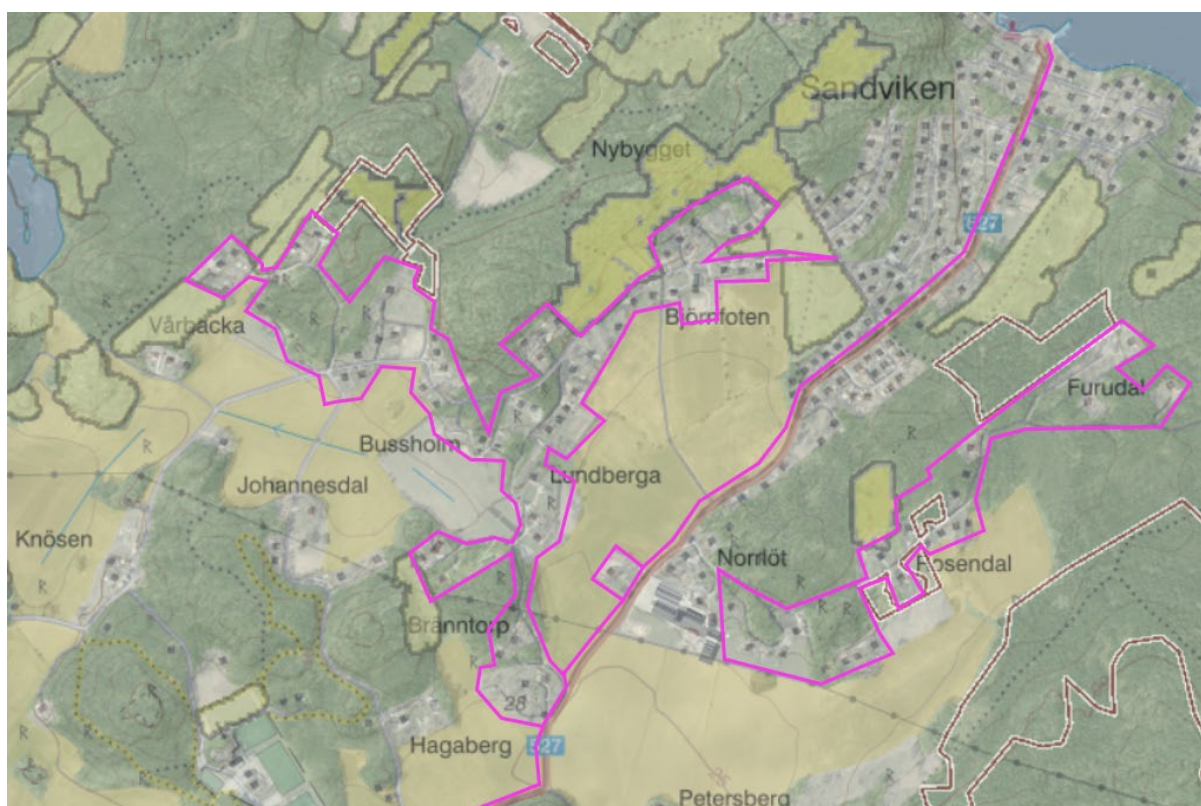 Sandviken
Nybygget
527
Vårbacka
Björnfoten
Furudal
Bussholm
Lundberga
Johannesdal
Knösen
Norrlöt
Rosendal
Bränntorp
28
Hagaberg
527
Petersberg
R
R
R
R
R
R
R
R
R
R
R